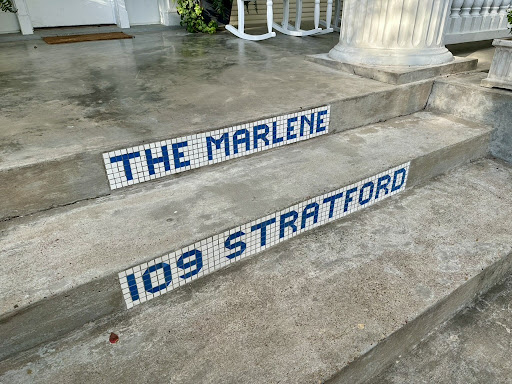 THE MARLENE
109 STRATFORD